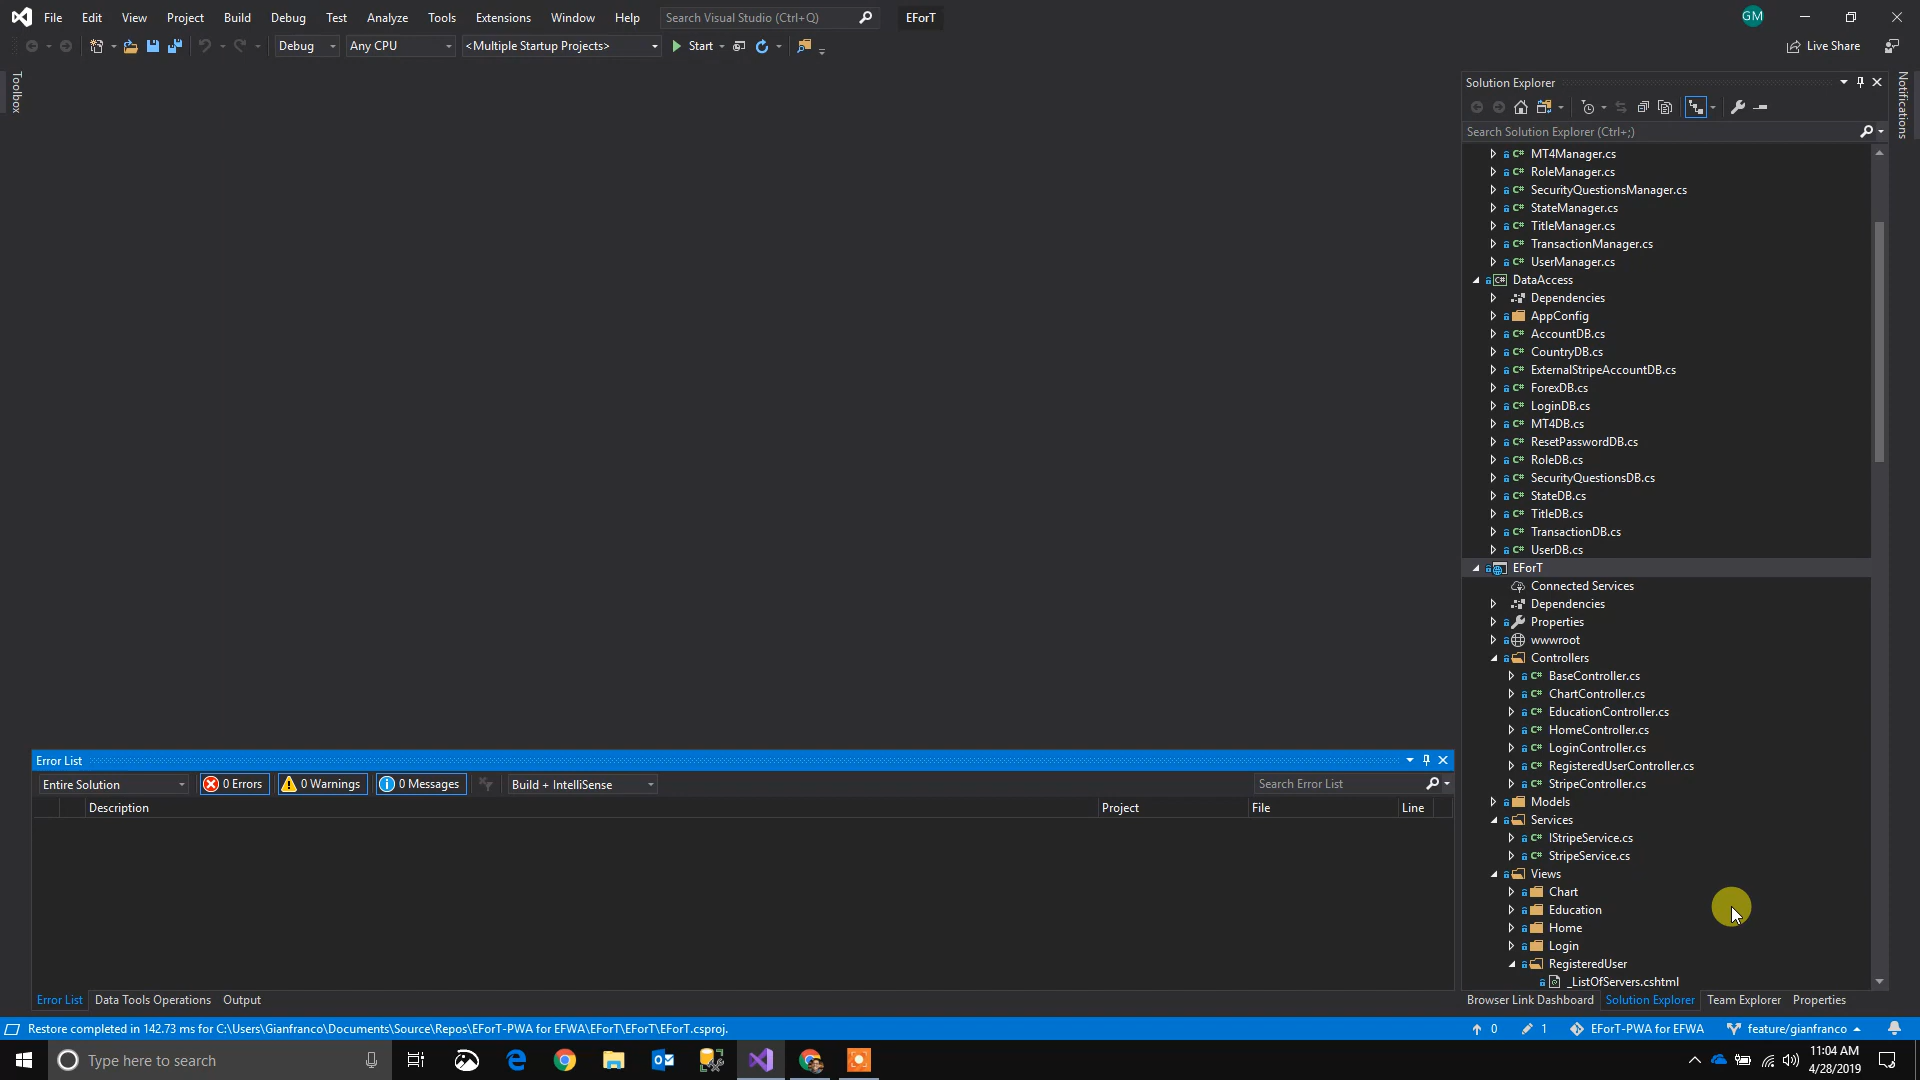 File Edit View Project Build Debug Test Analyze Tools Extensions Window Help Search Visual Studio (Ctrl+Q) EForT GM
Debug Any CPU <Multiple Startup Projects> Start Live Share
Toolbox
Solution Explorer
Notifications
Search Solution Explorer (Ctrl+;)
C# MT4Manager.cs
C# RoleManager.cs
C# SecurityQuestionsManager.cs
C# StateManager.cs
C# TitleManager.cs
C# TransactionManager.cs
C# UserManager.cs
C# DataAccess
Dependencies
AppConfig
C# AccountDB.cs
C# CountryDB.cs
C# ExternalStripeAccountDB.cs
C# ForexDB.cs
C# LoginDB.cs
C# MT4DB.cs
C# ResetPasswordDB.cs
C# RoleDB.cs
C# SecurityQuestionsDB.cs
C# StateDB.cs
C# TitleDB.cs
C# TransactionDB.cs
C# UserDB.cs
EForT
Connected Services
Dependencies
Properties
wwwroot
Controllers
C# BaseController.cs
C# ChartController.cs
C# EducationController.cs
C# HomeController.cs
C# LoginController.cs
C# RegisteredUserController.cs
C# StripeController.cs
Models
Services
C# IStripeService.cs
C# StripeService.cs
Views
Chart
Education
Home
Login
RegisteredUser
_ListOfServers.cshtml
Browser Link Dashboard Solution Explorer Team Explorer Properties
Error List
Entire Solution 0 Errors 0 Warnings 0 Messages Build + IntelliSense Search Error List
Description Project File Line
Error List Data Tools Operations Output
Restore completed in 142.73 ms for C:\Users\Gianfranco\Documents\Source\Repos\EForT-PWA for EFWA\EForT\EForT\EForT.csproj. 0 1 EForT-PWA for EFWA feature/gianfranco
Type here to search
11:04 AM
4/28/2019